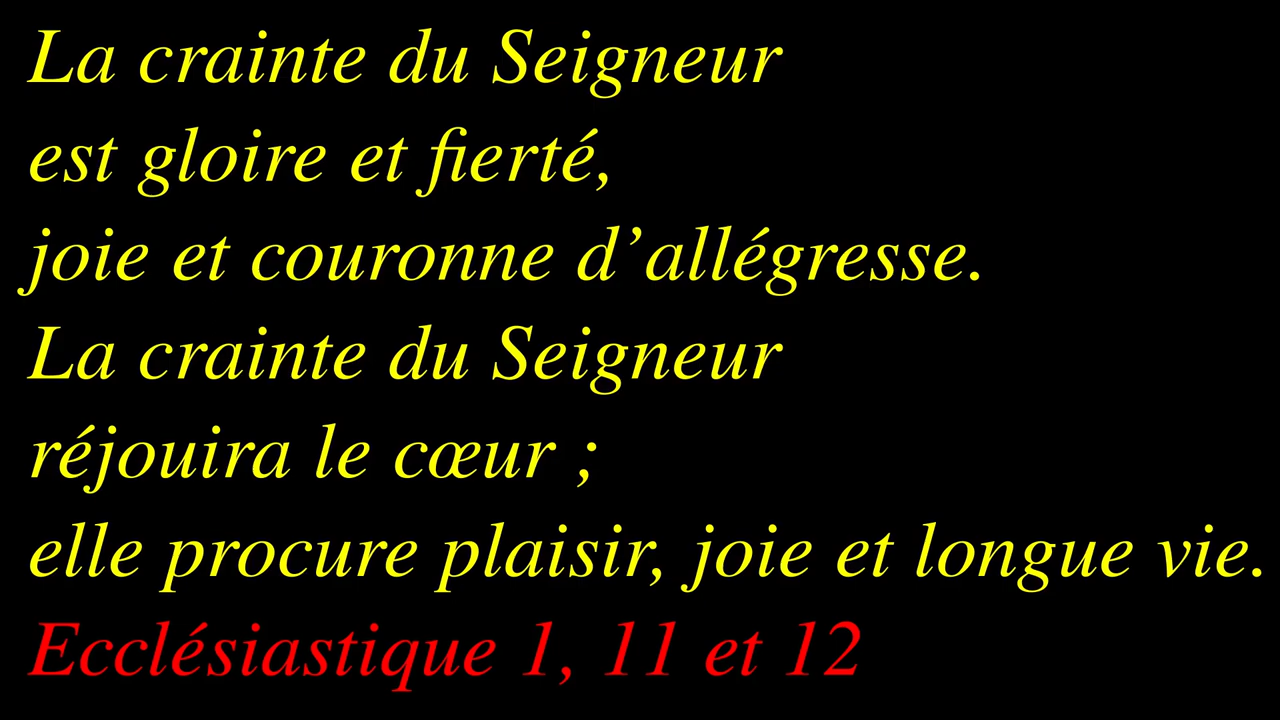 La crainte du Seigneur
est gloire et fierté,
joie et couronne d’allégresse.
La crainte du Seigneur
réjouira le cœur ;
elle procure plaisir, joie et longue vie.
Ecclésiastique 1, 11 et 12